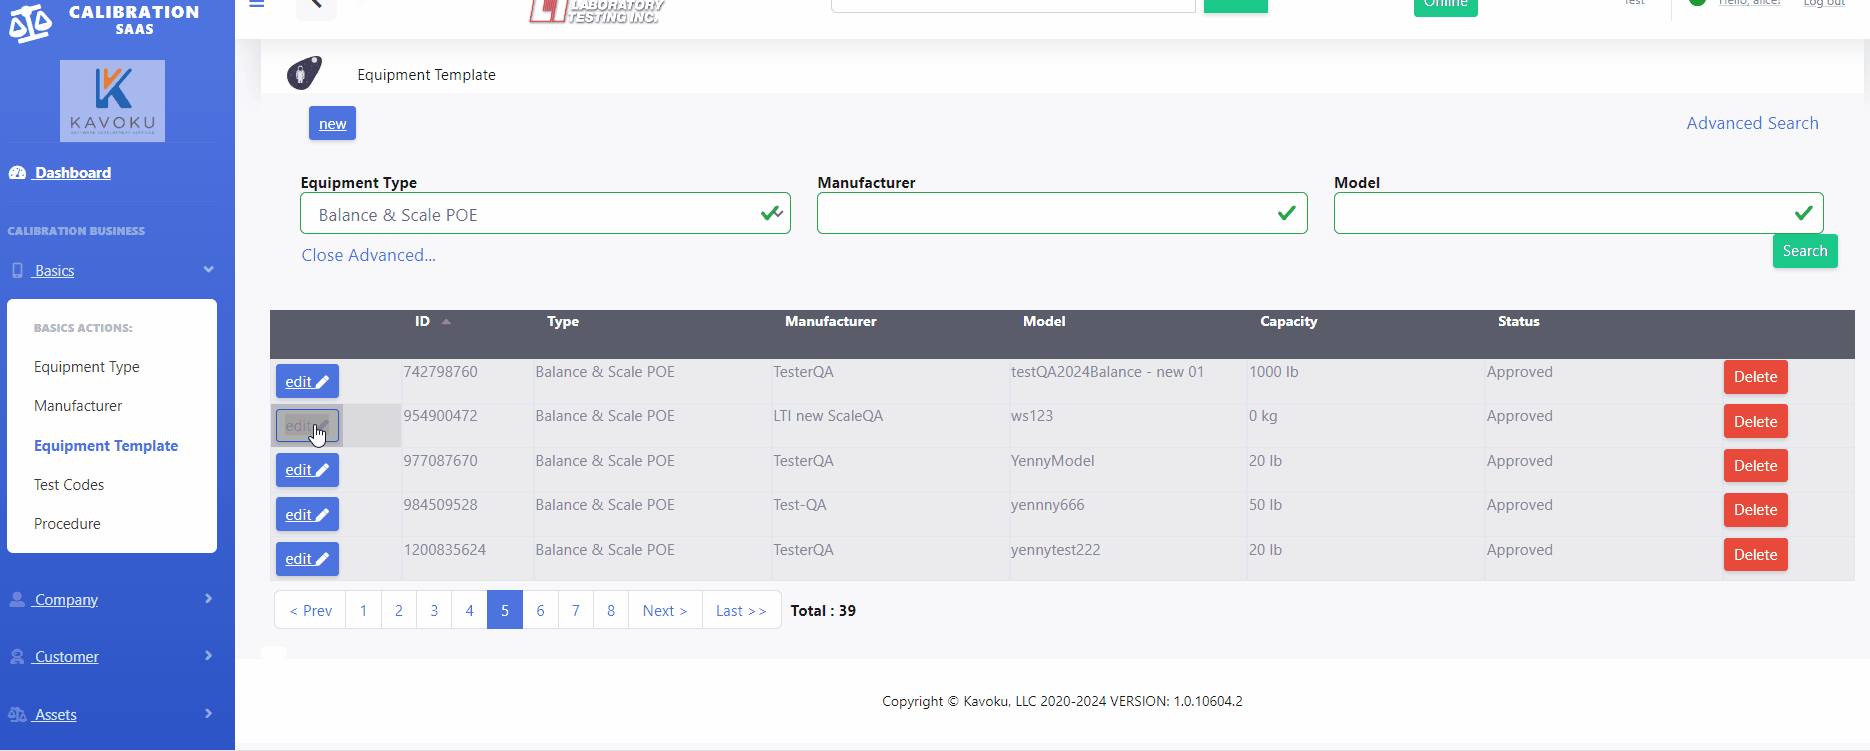 CALIBRATION
SAAS
KAVOKU
Dashboard
CALIBRATION BUSINESS
Basics
BASICS ACTIONS:
Equipment Type
Manufacturer
Equipment Template
Test Codes
Procedure
Company
Customer
Assets
LABORATORY
TESTING INC.
Online
Test
Hello, alice!
Log out
Equipment Template
new
Advanced Search
Equipment Type
Manufacturer
Model
Balance & Scale POE
Close Advanced...
Search
ID Type Manufacturer Model Capacity Status
edit 742798760 Balance & Scale POE TesterQA testQA2024Balance - new 01 1000 lb Approved Delete
edit 954900472 Balance & Scale POE LTI new ScaleQA ws123 0 kg Approved Delete
edit 977087670 Balance & Scale POE TesterQA YennyModel 20 lb Approved Delete
edit 984509528 Balance & Scale POE Test-QA yennny666 50 lb Approved Delete
edit 1200835624 Balance & Scale POE TesterQA yennytest222 20 lb Approved Delete
< Prev 1 2 3 4 5 6 7 8 Next > Last >> Total : 39
Copyright © Kavoku, LLC 2020-2024 VERSION: 1.0.10604.2